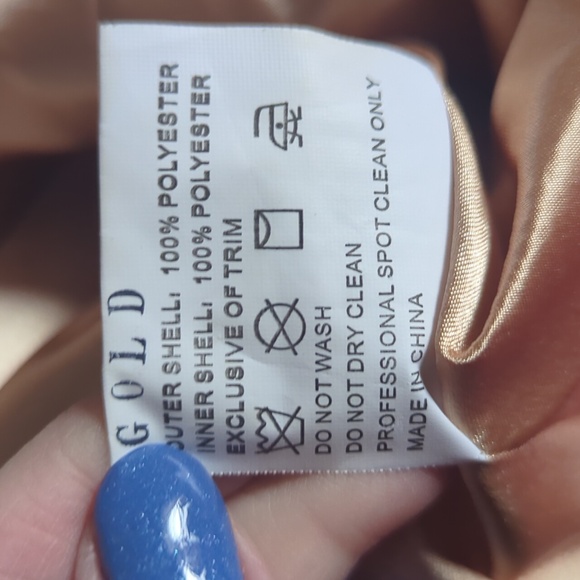 GOLD
OUTER SHELL: 100% POLYESTER
INNER SHELL: 100% POLYESTER
EXCLUSIVE OF TRIM
DO NOT WASH
DO NOT DRY CLEAN
PROFESSIONAL SPOT CLEAN ONLY
MADE IN CHINA